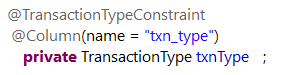 @TransactionTypeConstraint
@Column(name = "txn_type")
private TransactionType txnType ;